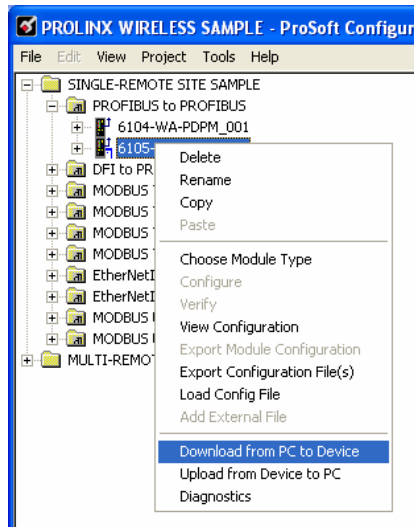 PROLINX WIRELESS SAMPLE - ProSoft Configur
File Edit View Project Tools Help
SINGLE-REMOTE SITE SAMPLE
PROFIBUS to PROFIBUS
6104-WA-PDPM_001
6105-
DFI to PR
MODBUS
MODBUS
MODBUS
MODBUS
EtherNetI
EtherNetI
MODBUS
MODBUS
MULTI-REMO
Delete
Rename
Copy
Paste
Choose Module Type
Configure
Verify
View Configuration
Export Module Configuration
Export Configuration File(s)
Load Config File
Add External File
Download from PC to Device
Upload from Device to PC
Diagnostics